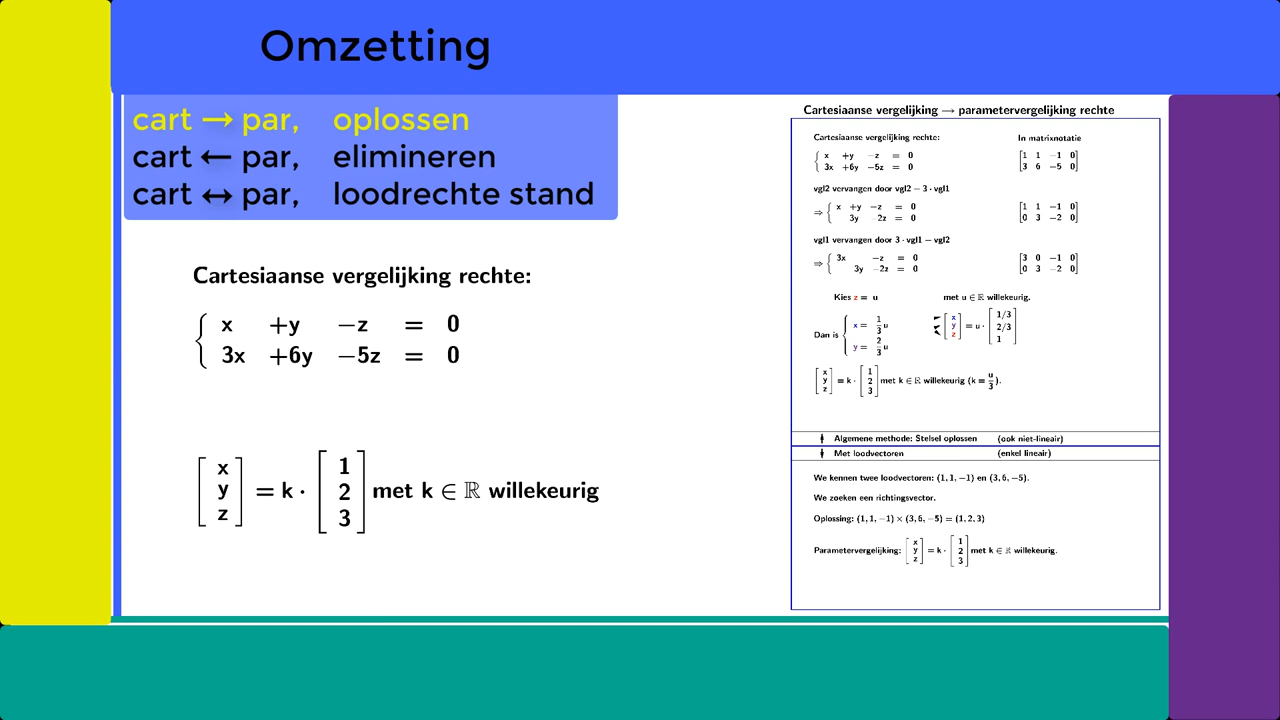 Omzetting
cart → par, oplossen
cart ← par, elimineren
cart ↔ par, loodrechte stand
Cartesiaanse vergelijking rechte:
{ x +y −z = 0
3x +6y −5z = 0
[x y z] = k · [1 2 3] met k ∈ ℝ willekeurig
Cartesiaanse vergelijking → parametervergelijking rechte
Cartesiaanse vergelijking rechte: In matrixnotatie
{ x +y −z = 0 [1 1 −1 0]
3x +6y −5z = 0 [3 6 −5 0]
vgl2 vervangen door vgl2 − 3 · vgl1
⇒ { x +y −z = 0 [1 1 −1 0]
3y −2z = 0 [0 3 −2 0]
vgl1 vervangen door 3 · vgl1 − vgl2
⇒ { 3x −z = 0 [3 0 −1 0]
3y −2z = 0 [0 3 −2 0]
Kies z = u met u ∈ ℝ willekeurig.
Dan is { x = 1/3 u
y = 2/3 u
[x y z] = u · [1/3 2/3 1]
[x y z] = k · [1 2 3] met k ∈ ℝ willekeurig (k = u/3).
Algemene methode: Stelsel oplossen (ook niet-lineair)
Met loodvectoren (enkel lineair)
We kennen twee loodvectoren: (1, 1, −1) en (3, 6, −5).
We zoeken een richtingsvector.
Oplossing: (1, 1, −1) × (3, 6, −5) = (1, 2, 3)
Parametervergelijking: [x y z] = k · [1 2 3] met k ∈ ℝ willekeurig.